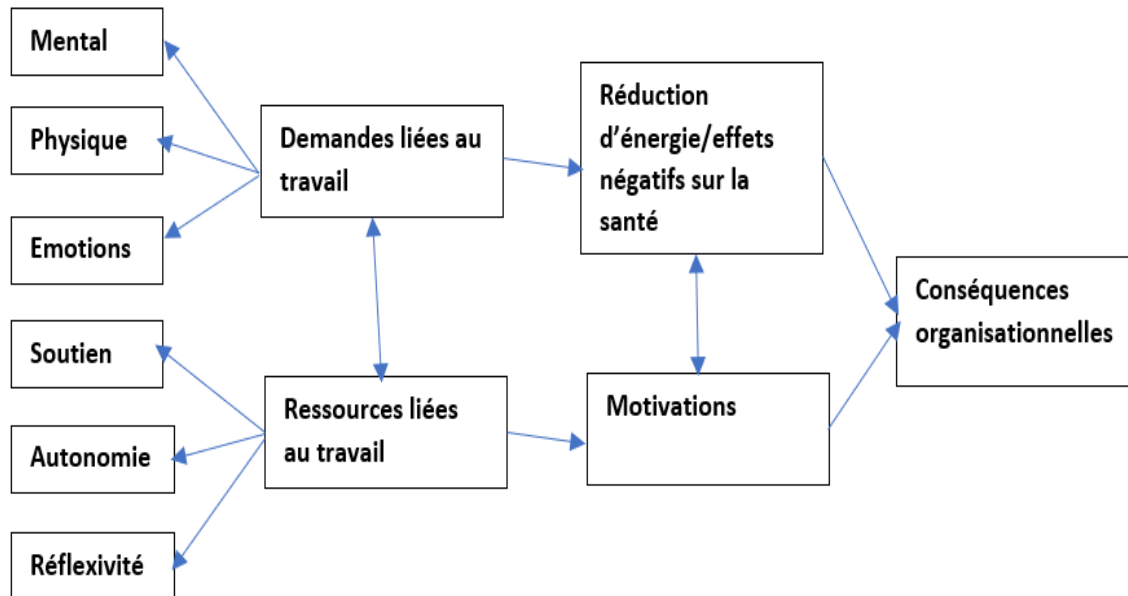 Mental
Physique
Emotions
Soutien
Autonomie
Réflexivité
Demandes liées au
travail
Ressources liées
au travail
Réduction
d'énergie/effets
négatifs sur la
santé
Motivations
Conséquences
organisationnelles